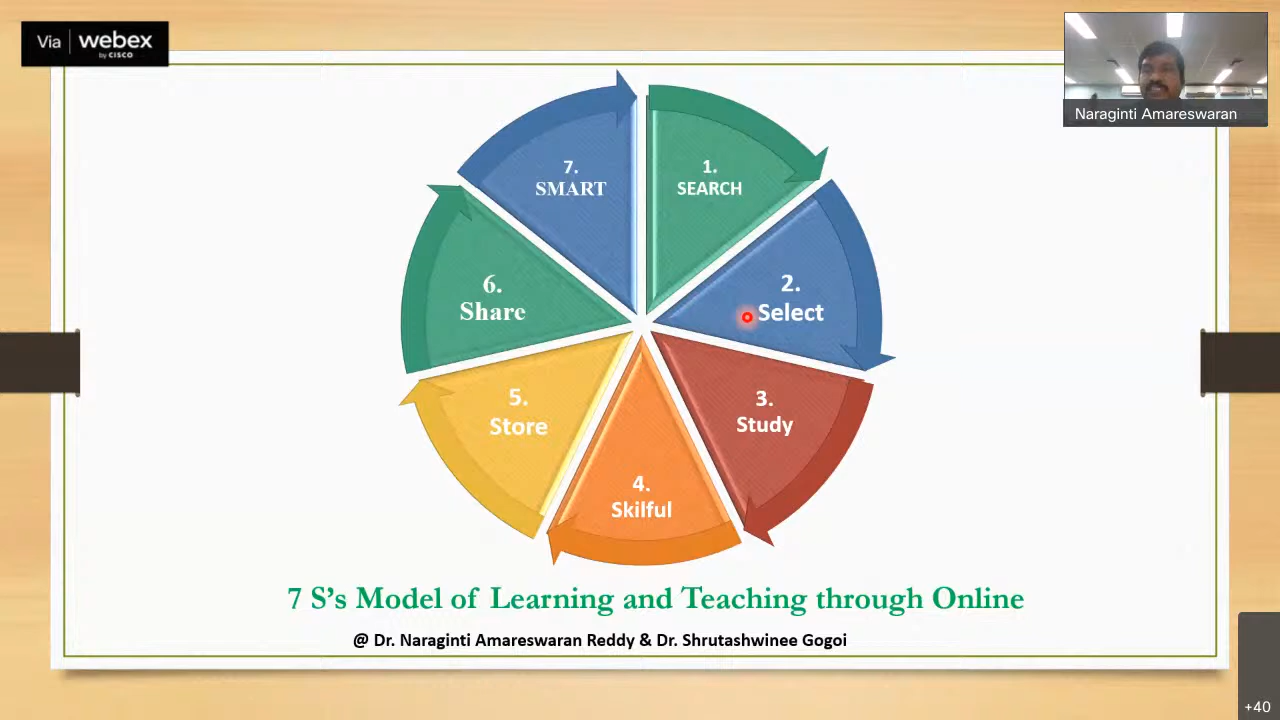 Via webex
by CISCO
Naraginti Amareswaran
7.
SMART
1.
SEARCH
6.
Share
2.
Select
5.
Store
3.
Study
4.
Skilful
7 S's Model of Learning and Teaching through Online
@ Dr. Naraginti Amareswaran Reddy & Dr. Shrutashwinee Gogoi
+40